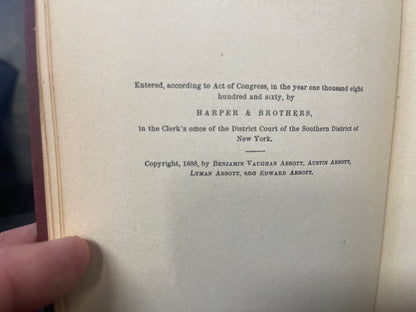 Entered, according to Act of Congress, in the year one thousand eight
hundred and sixty, by
HARPER & BROTHERS,
in the Clerk's office of the District Court of the Southern District of
New York.
Copyright, 1888, by BENJAMIN VAUGHAN ABBOTT, AUSTIN ABBOTT,
LYMAN ABBOTT, and EDWARD ABBOTT.